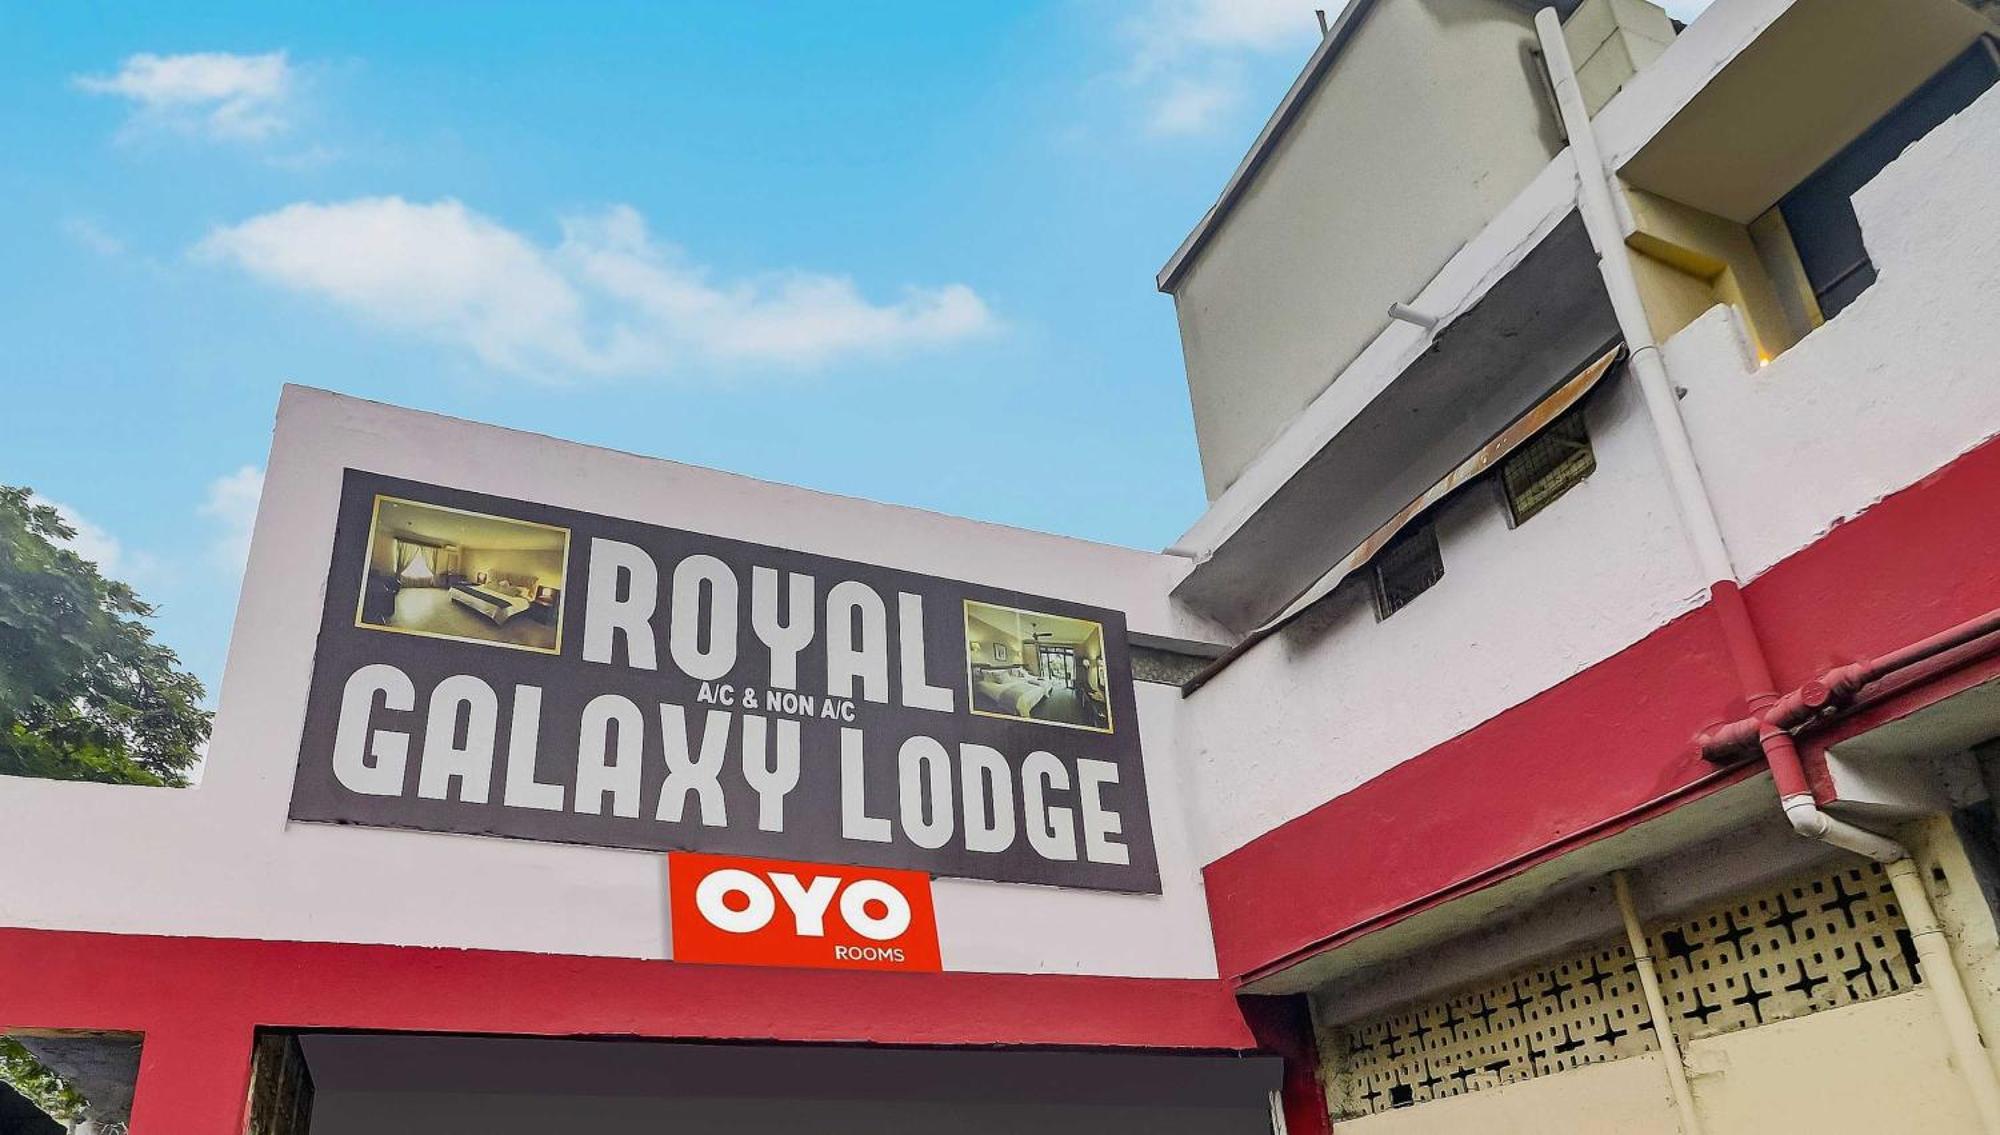 ROYAL
A/C & NON A/C
GALAXY LODGE
OYO
ROOMS